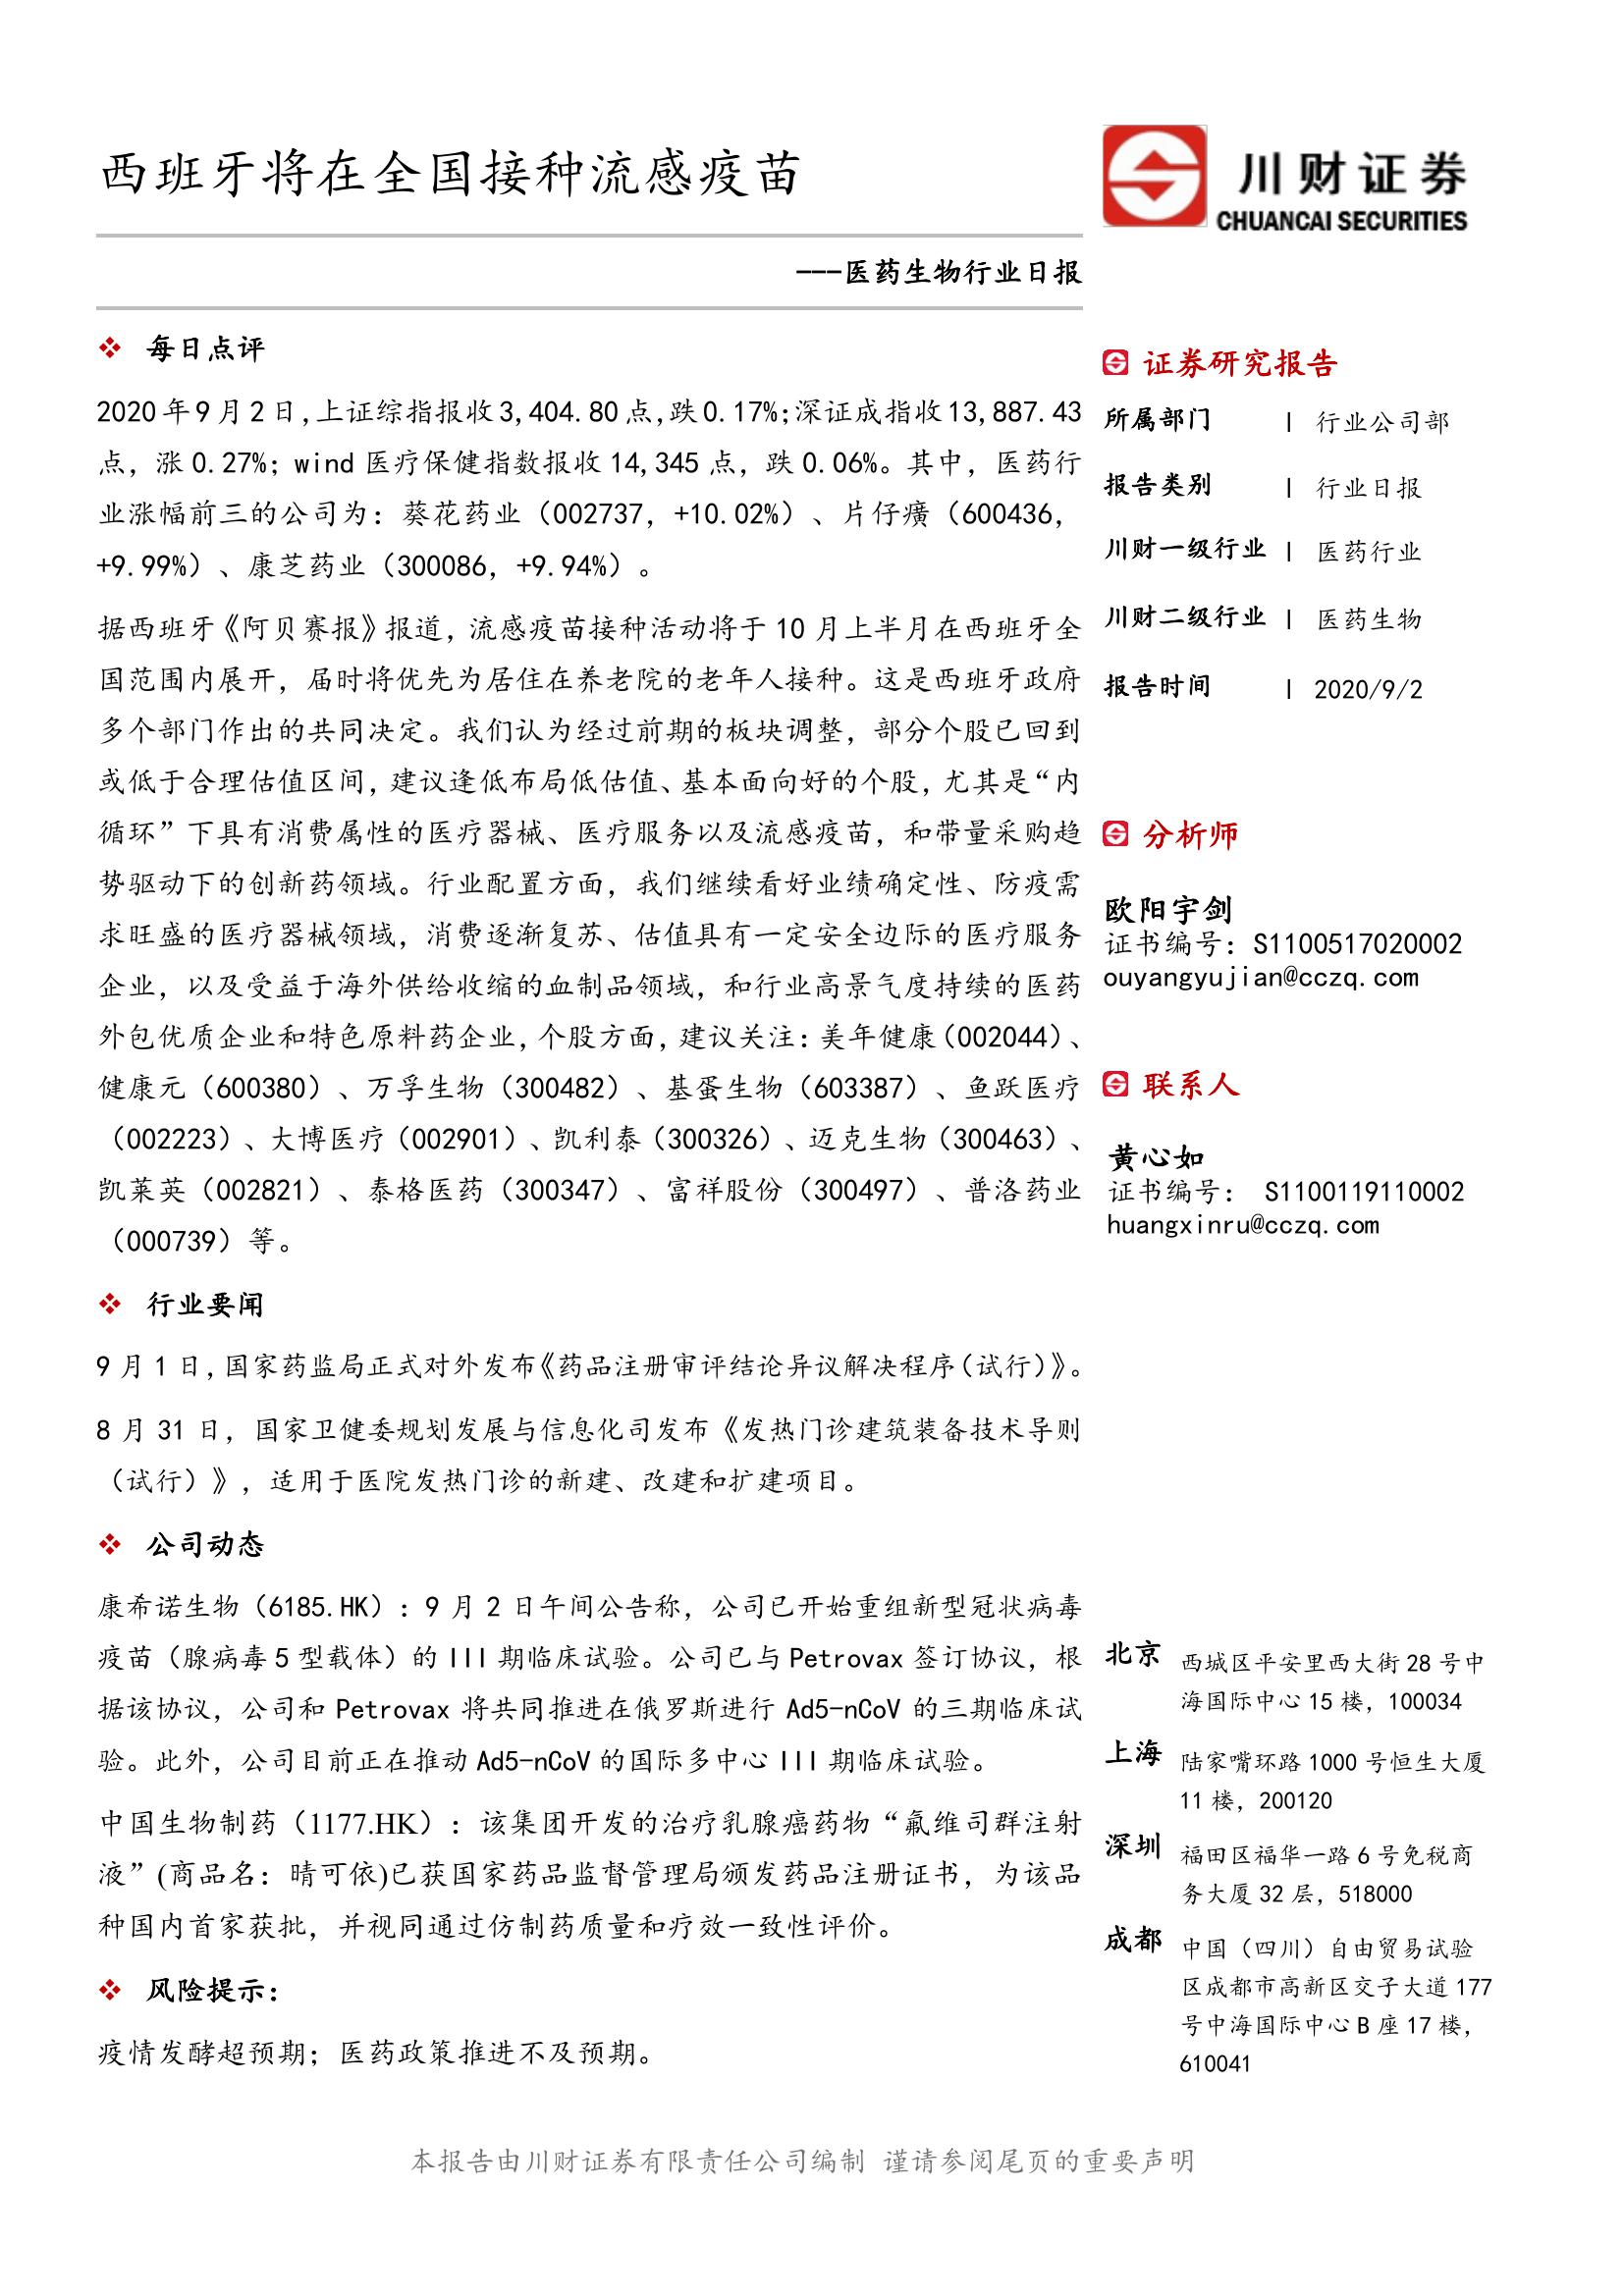 西班牙将在全国接种流感疫苗
川财证券
CHUANCAI SECURITIES
---医药生物行业日报
每日点评
2020年9月2日,上证综指报收3,404.80点,跌0.17%;深证成指收13,887.43
点，涨0.27%；wind医疗保健指数报收14,345点，跌0.06%。其中，医药行
业涨幅前三的公司为：葵花药业（002737，+10.02%）、片仔癀（600436，
+9.99%）、康芝药业（300086，+9.94%）。
据西班牙《阿贝赛报》报道，流感疫苗接种活动将于10月上半月在西班牙全
国范围内展开，届时将优先为居住在养老院的老年人接种。这是西班牙政府
多个部门作出的共同决定。我们认为经过前期的板块调整，部分个股已回到
或低于合理估值区间，建议逢低布局低估值、基本面向好的个股，尤其是“内
循环”下具有消费属性的医疗器械、医疗服务以及流感疫苗，和带量采购趋
势驱动下的创新药领域。行业配置方面，我们继续看好业绩确定性、防疫需
求旺盛的医疗器械领域，消费逐渐复苏、估值具有一定安全边际的医疗服务
企业，以及受益于海外供给收缩的血制品领域，和行业高景气度持续的医药
外包优质企业和特色原料药企业，个股方面，建议关注：美年健康（002044）、
健康元（600380）、万孚生物（300482）、基蛋生物（603387）、鱼跃医疗
（002223）、大博医疗（002901）、凯利泰（300326）、迈克生物（300463）、
凯莱英（002821）、泰格医药（300347）、富祥股份（300497）、普洛药业
（000739）等。
行业要闻
9月1日，国家药监局正式对外发布《药品注册审评结论异议解决程序（试行）》。
8月31日，国家卫健委规划发展与信息化司发布《发热门诊建筑装备技术导则
（试行）》，适用于医院发热门诊的新建、改建和扩建项目。
公司动态
康希诺生物（6185.HK）：9月2日午间公告称，公司已开始重组新型冠状病毒
疫苗（腺病毒5型载体）的III期临床试验。公司已与Petrovax签订协议，根
据该协议，公司和Petrovax将共同推进在俄罗斯进行Ad5-nCoV的三期临床试
验。此外，公司目前正在推动Ad5-nCoV的国际多中心III期临床试验。
中国生物制药（1177.HK）：该集团开发的治疗乳腺癌药物“氟维司群注射
液”(商品名：晴可依)已获国家药品监督管理局颁发药品注册证书，为该品
种国内首家获批，并视同通过仿制药质量和疗效一致性评价。
风险提示：
疫情发酵超预期；医药政策推进不及预期。
证券研究报告
所属部门 | 行业公司部
报告类别 | 行业日报
川财一级行业 | 医药行业
川财二级行业 | 医药生物
报告时间 | 2020/9/2
分析师
欧阳宇剑
证书编号：S1100517020002
ouyangyujian@cczq.com
联系人
黄心如
证书编号： S1100119110002
huangxinru@cczq.com
北京 西城区平安里西大街28号中
海国际中心15楼，100034
上海 陆家嘴环路1000号恒生大厦
11楼，200120
深圳 福田区福华一路6号免税商
务大厦32层，518000
成都 中国（四川）自由贸易试验
区成都市高新区交子大道177
号中海国际中心B座17楼，
610041
本报告由川财证券有限责任公司编制 谨请参阅尾页的重要声明